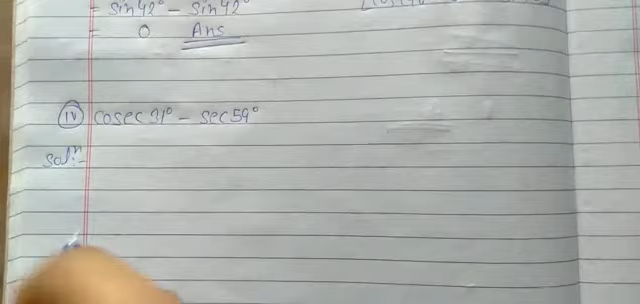 = sin42° - sin42°
= 0 Ans
(iv) cosec 31° - sec 59°
Solⁿ:-